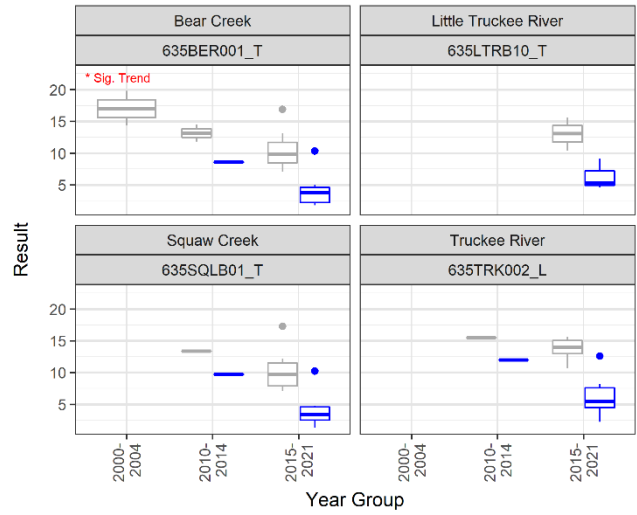 Bear Creek
Little Truckee River
635BER001_T
635LTRB10_T
* Sig. Trend
20
15
10
5
Squaw Creek
Truckee River
635SQLB01_T
635TRK002_L
20
15
10
5
Result
2000-
2004
2010-
2014
2015-
2021
2000-
2004
2010-
2014
2015-
2021
Year Group